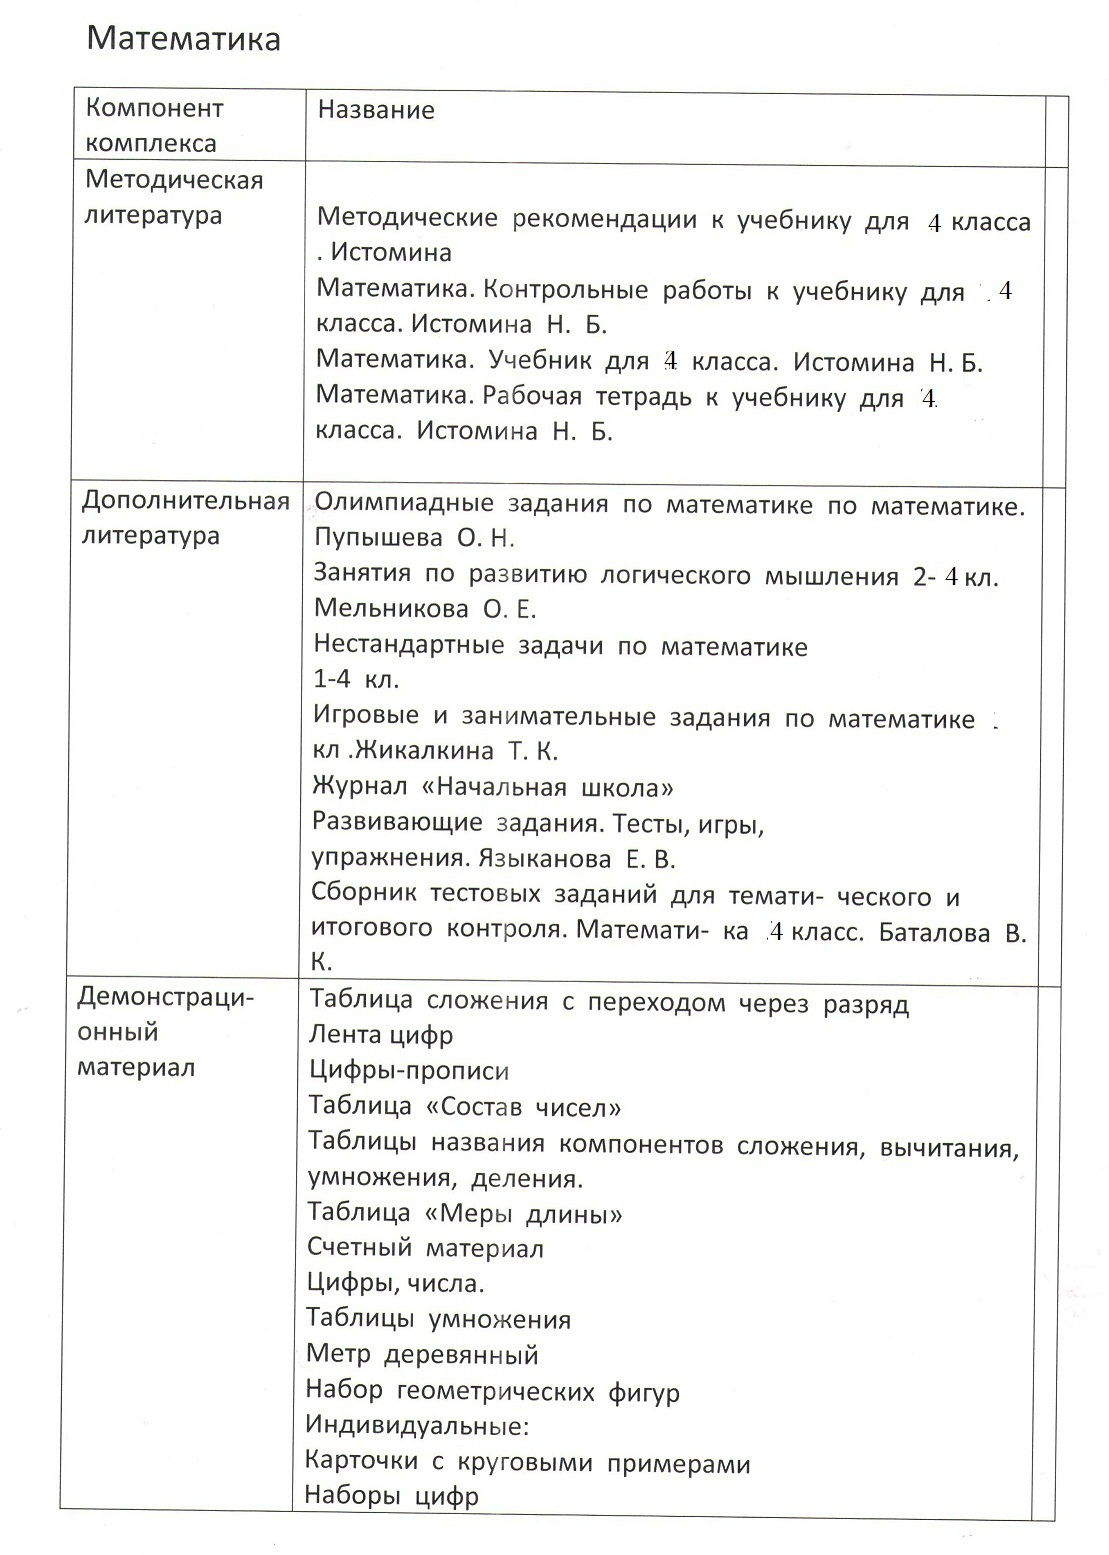 Математика
Компонент
комплекса
Название
Методическая
литература
Методические рекомендации к учебнику для 4 класса
. Истомина
Математика. Контрольные работы к учебнику для 4
класса. Истомина Н. Б.
Математика. Учебник для 4 класса. Истомина Н. Б.
Математика. Рабочая тетрадь к учебнику для 4
класса. Истомина Н. Б.
Дополнительная
литература
Олимпиадные задания по математике по математике.
Пупышева О. Н.
Занятия по развитию логического мышления 2- 4 кл.
Мельникова О. Е.
Нестандартные задачи по математике
1-4 кл.
Игровые и занимательные задания по математике
кл .Жикалкина Т. К.
Журнал «Начальная школа»
Развивающие задания. Тесты, игры,
упражнения. Языканова Е. В.
Сборник тестовых заданий для темати- ческого и
итогового контроля. Математи- ка 4 класс. Баталова В.
К.
Демонстраци-
онный
материал
Таблица сложения с переходом через разряд
Лента цифр
Цифры-прописи
Таблица «Состав чисел»
Таблицы названия компонентов сложения, вычитания,
умножения, деления.
Таблица «Меры длины»
Счетный материал
Цифры, числа.
Таблицы умножения
Метр деревянный
Набор геометрических фигур
Индивидуальные:
Карточки с круговыми примерами
Наборы цифр